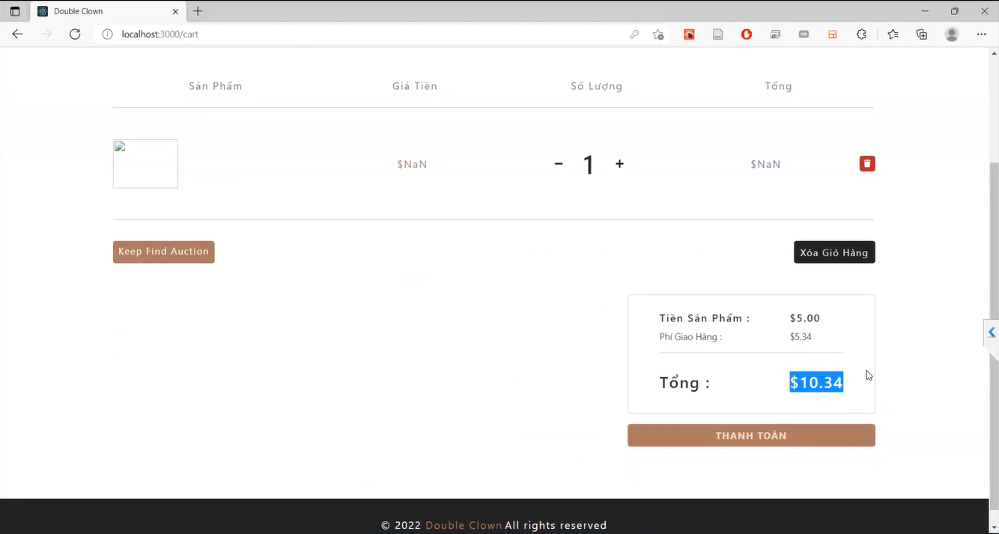 Double Clown
localhost:3000/cart
Sản Phẩm Giá Tiền Số Lượng Tổng
$NaN 1 $NaN
Keep Find Auction Xóa Giỏ Hàng
Tiền Sản Phẩm : $5.00
Phí Giao Hàng : $5.34
Tổng : $10.34
THANH TOÁN
© 2022 Double Clown All rights reserved